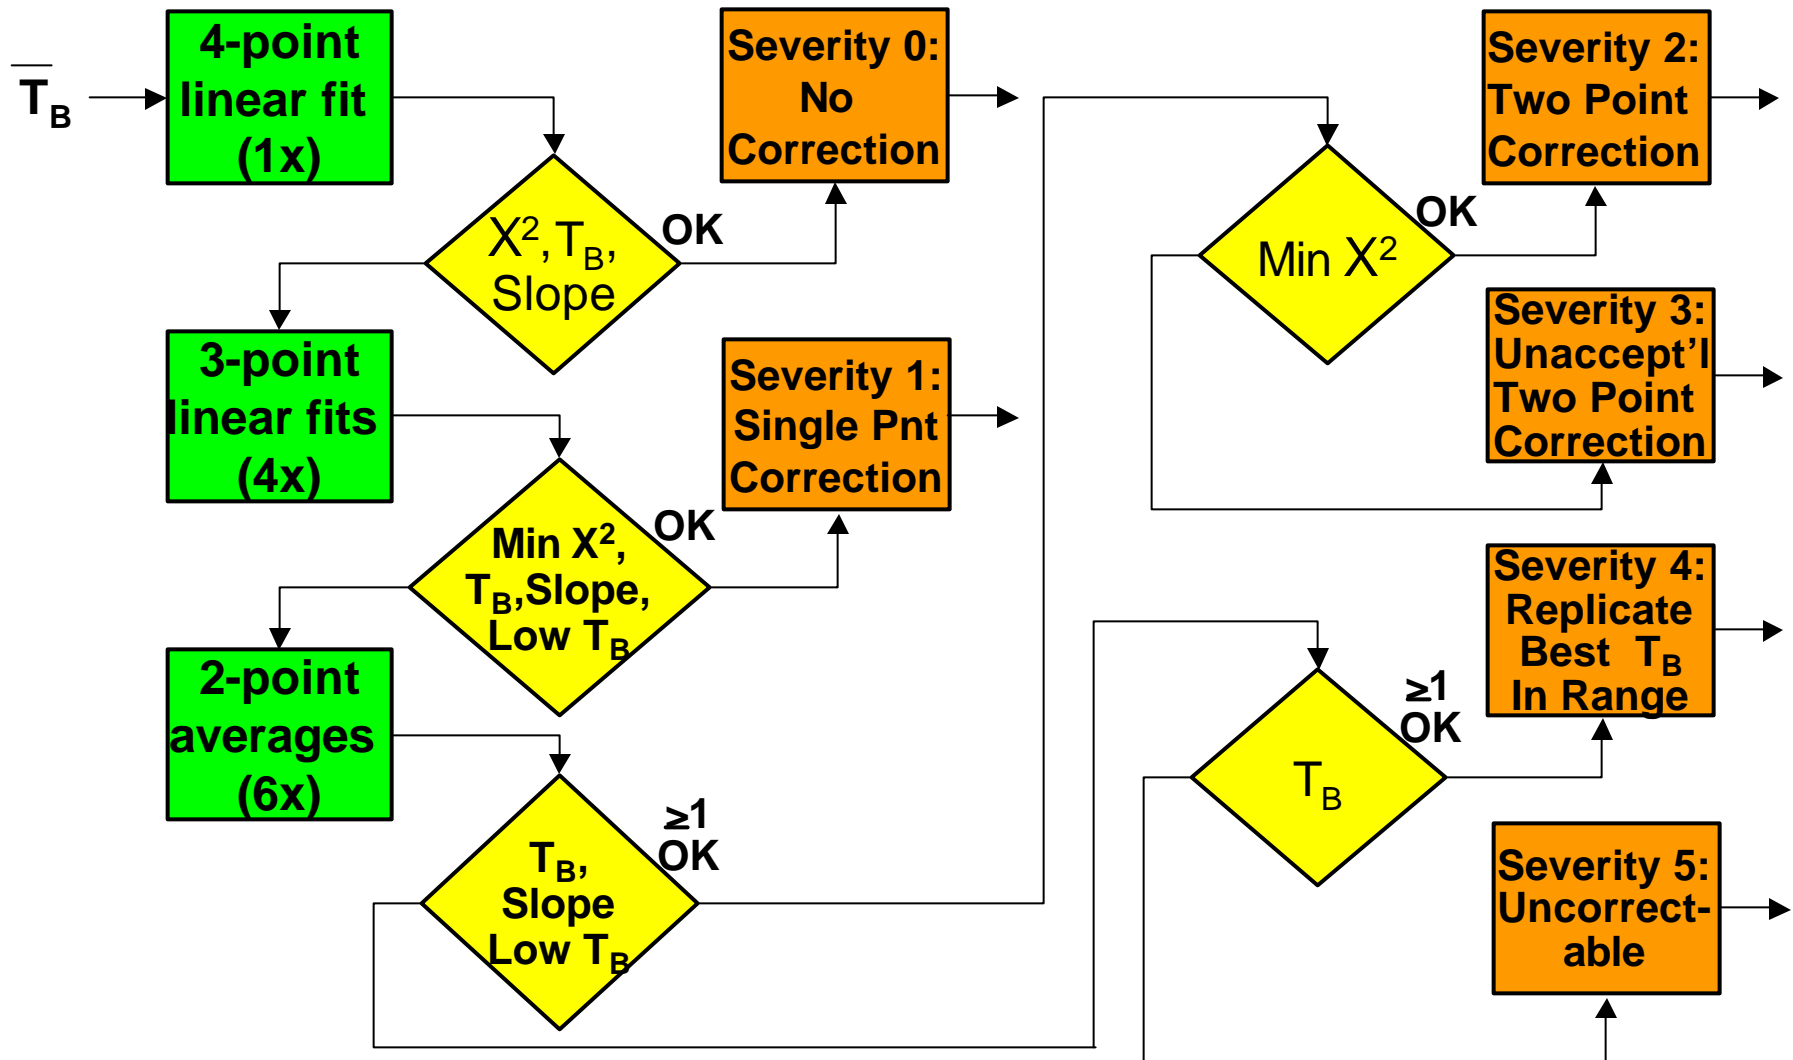 T̅B
4-point
linear fit
(1x)
X²,TB,
Slope
OK
Severity 0:
No
Correction
3-point
linear fits
(4x)
Min X²,
TB,Slope,
Low TB
OK
Severity 1:
Single Pnt
Correction
2-point
averages
(6x)
TB,
Slope
Low TB
≥1
OK
Min X²
OK
Severity 2:
Two Point
Correction
Severity 3:
Unaccept’l
Two Point
Correction
TB
≥1
OK
Severity 4:
Replicate
Best TB
In Range
Severity 5:
Uncorrect-
able